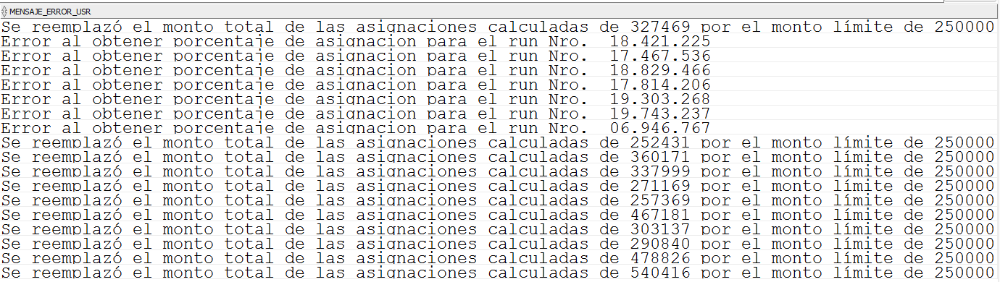 MENSAJE_ERROR_USR
Se reemplazó el monto total de las asignaciones calculadas de 327469 por el monto límite de 250000
Error al obtener porcentaje de asignacion para el run Nro.  18.421.225
Error al obtener porcentaje de asignacion para el run Nro.  17.467.536
Error al obtener porcentaje de asignacion para el run Nro.  18.829.466
Error al obtener porcentaje de asignacion para el run Nro.  17.814.206
Error al obtener porcentaje de asignacion para el run Nro.  19.303.268
Error al obtener porcentaje de asignacion para el run Nro.  19.743.237
Error al obtener porcentaje de asignacion para el run Nro.  06.946.767
Se reemplazó el monto total de las asignaciones calculadas de 252431 por el monto límite de 250000
Se reemplazó el monto total de las asignaciones calculadas de 360171 por el monto límite de 250000
Se reemplazó el monto total de las asignaciones calculadas de 337999 por el monto límite de 250000
Se reemplazó el monto total de las asignaciones calculadas de 271169 por el monto límite de 250000
Se reemplazó el monto total de las asignaciones calculadas de 257369 por el monto límite de 250000
Se reemplazó el monto total de las asignaciones calculadas de 467181 por el monto límite de 250000
Se reemplazó el monto total de las asignaciones calculadas de 303137 por el monto límite de 250000
Se reemplazó el monto total de las asignaciones calculadas de 290840 por el monto límite de 250000
Se reemplazó el monto total de las asignaciones calculadas de 478826 por el monto límite de 250000
Se reemplazó el monto total de las asignaciones calculadas de 540416 por el monto límite de 250000